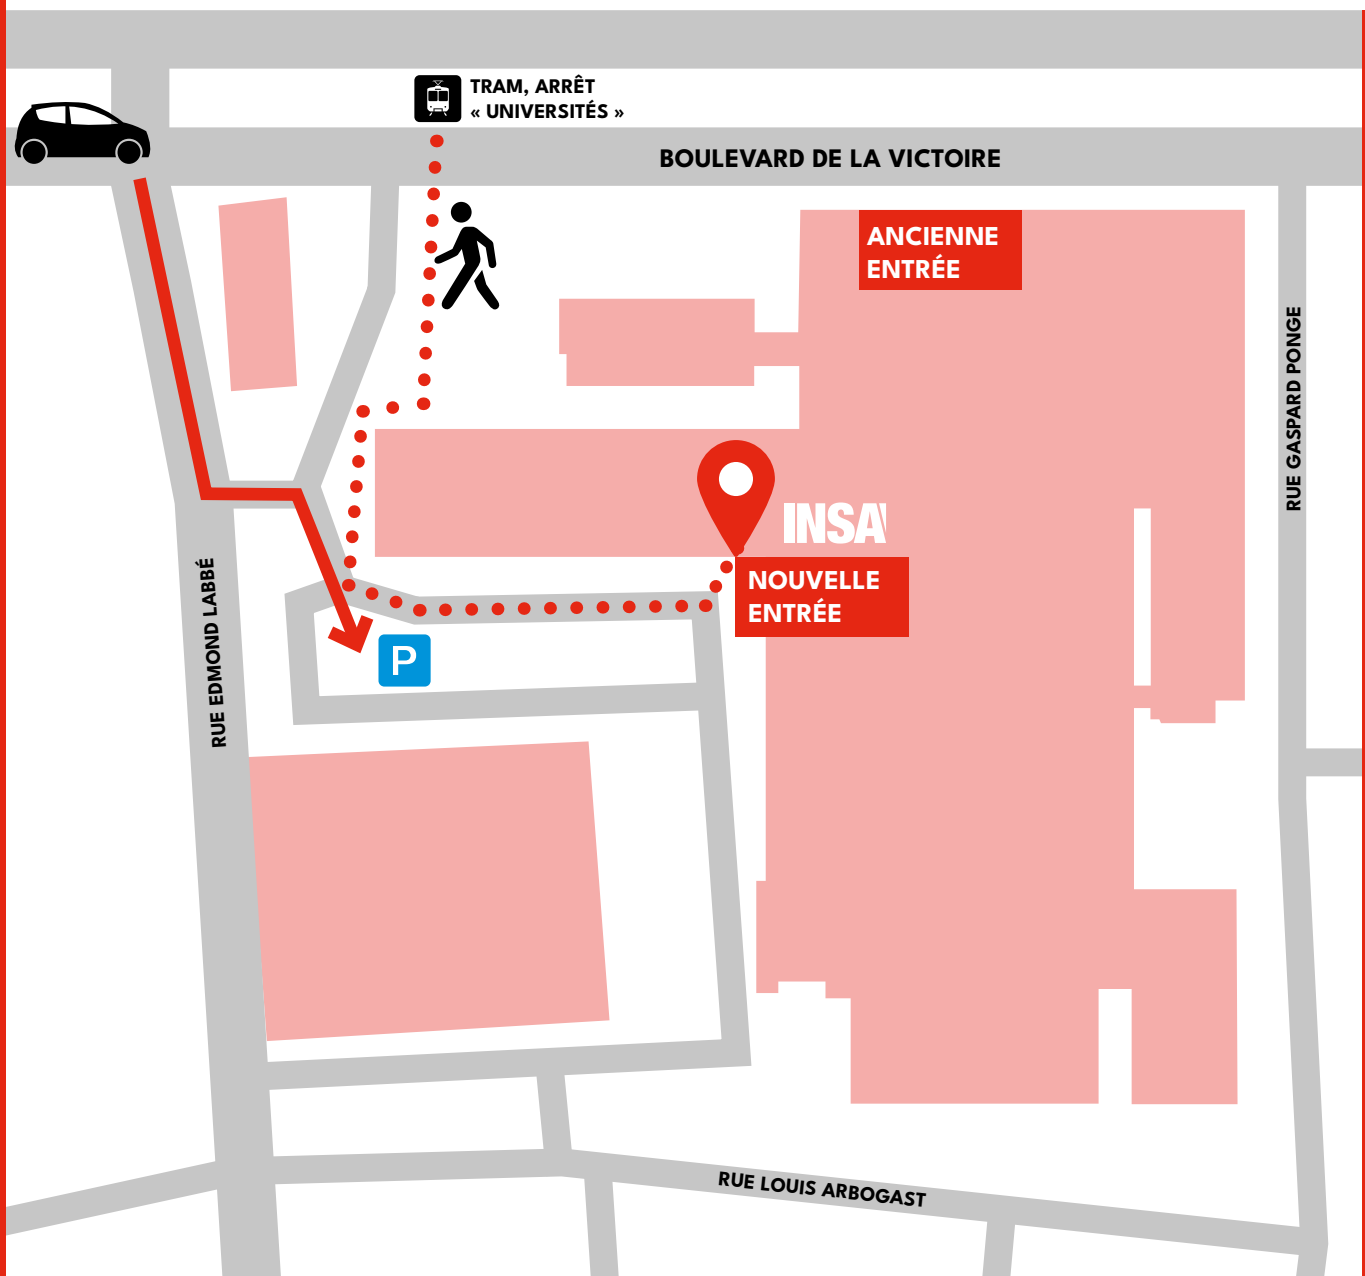 TRAM, ARRÊT
« UNIVERSITÉS »
BOULEVARD DE LA VICTOIRE
ANCIENNE
ENTRÉE
RUE GASPARD PONGE
INSA
NOUVELLE
ENTRÉE
P
RUE EDMOND LABBÉ
RUE LOUIS ARBOGAST